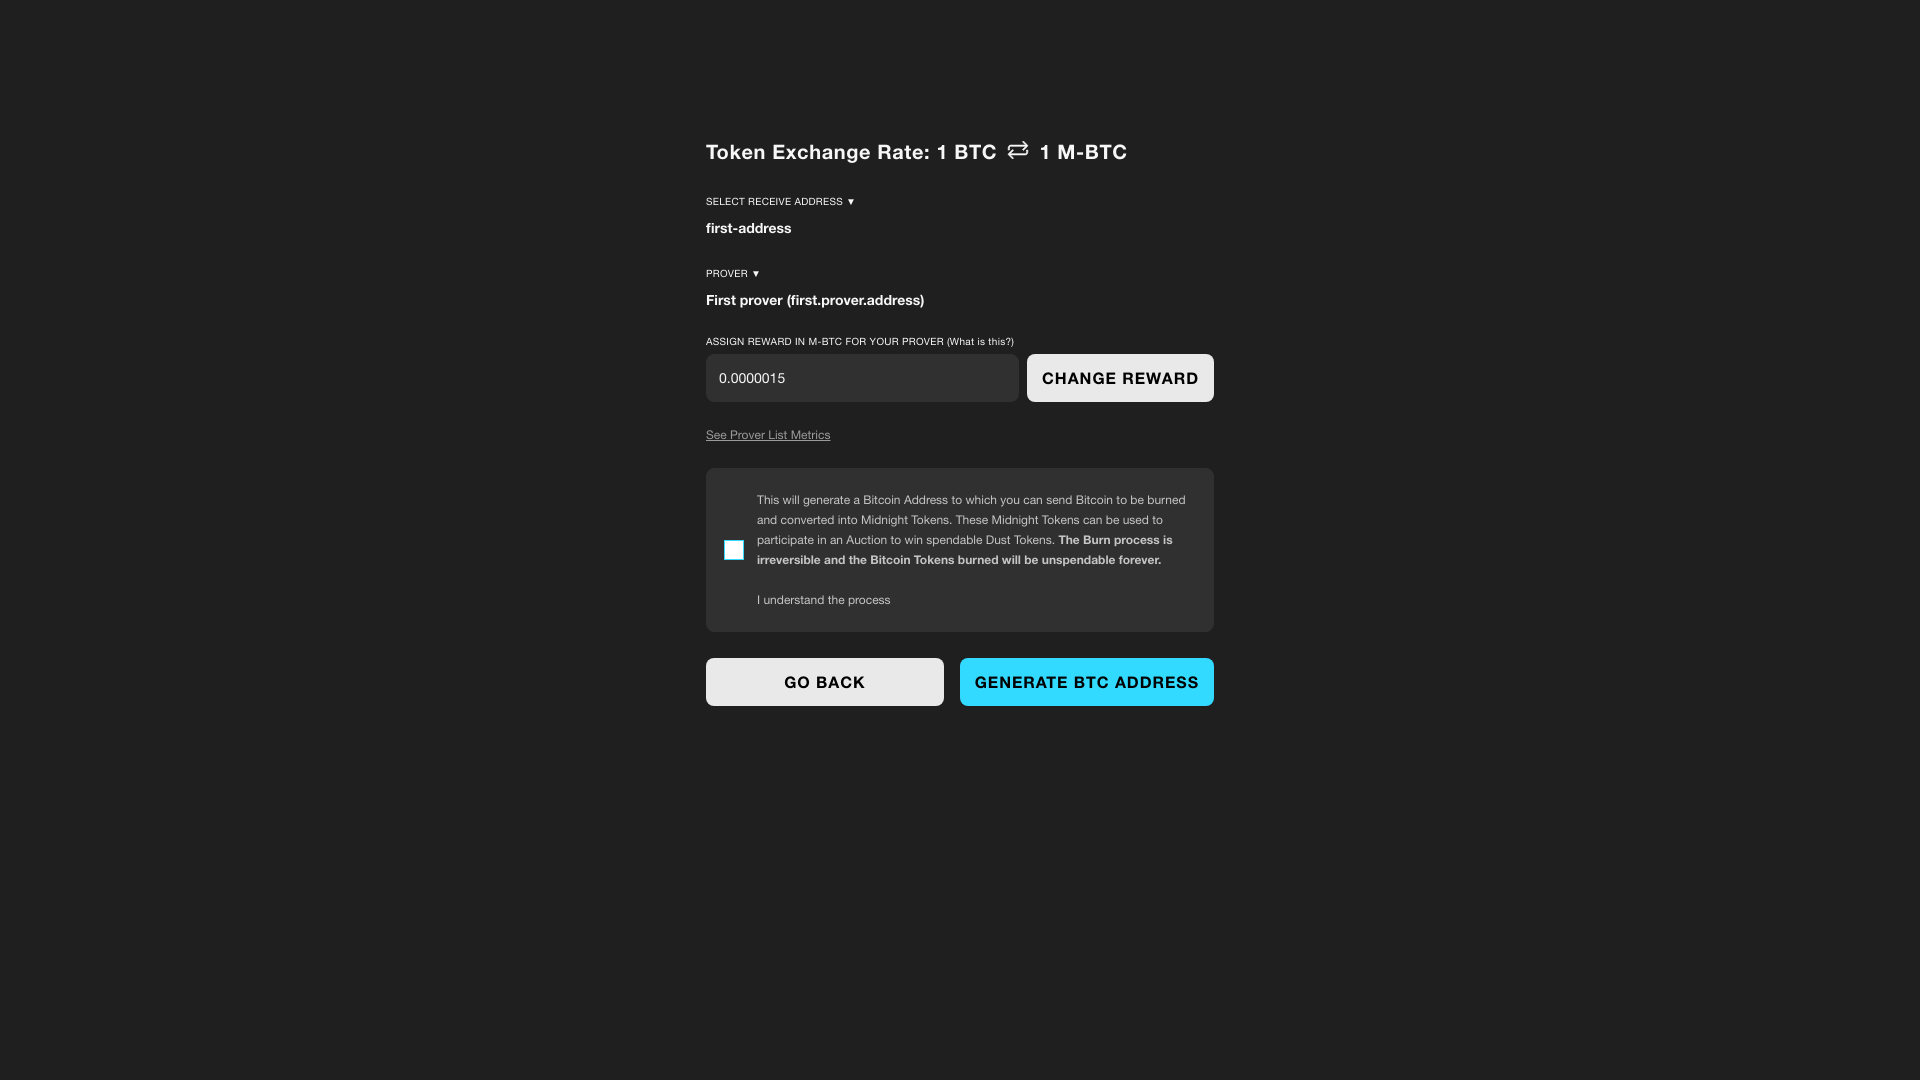 Token Exchange Rate: 1 BTC 1 M-BTC
SELECT RECEIVE ADDRESS ▼
first-address
PROVER ▼
First prover (first.prover.address)
ASSIGN REWARD IN M-BTC FOR YOUR PROVER (What is this?)
0.0000015
CHANGE REWARD
See Prover List Metrics
This will generate a Bitcoin Address to which you can send Bitcoin to be burned
and converted into Midnight Tokens. These Midnight Tokens can be used to
participate in an Auction to win spendable Dust Tokens. The Burn process is
irreversible and the Bitcoin Tokens burned will be unspendable forever.
I understand the process
GO BACK
GENERATE BTC ADDRESS